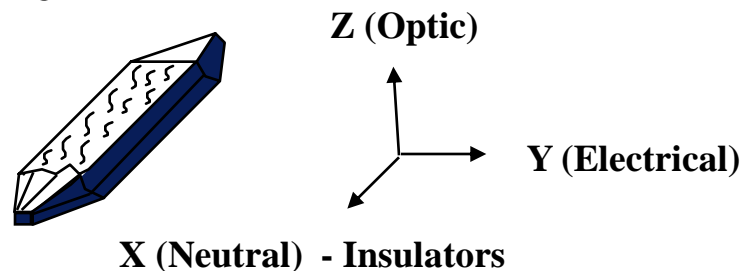 Z (Optic)
Y (Electrical)
X (Neutral) - Insulators